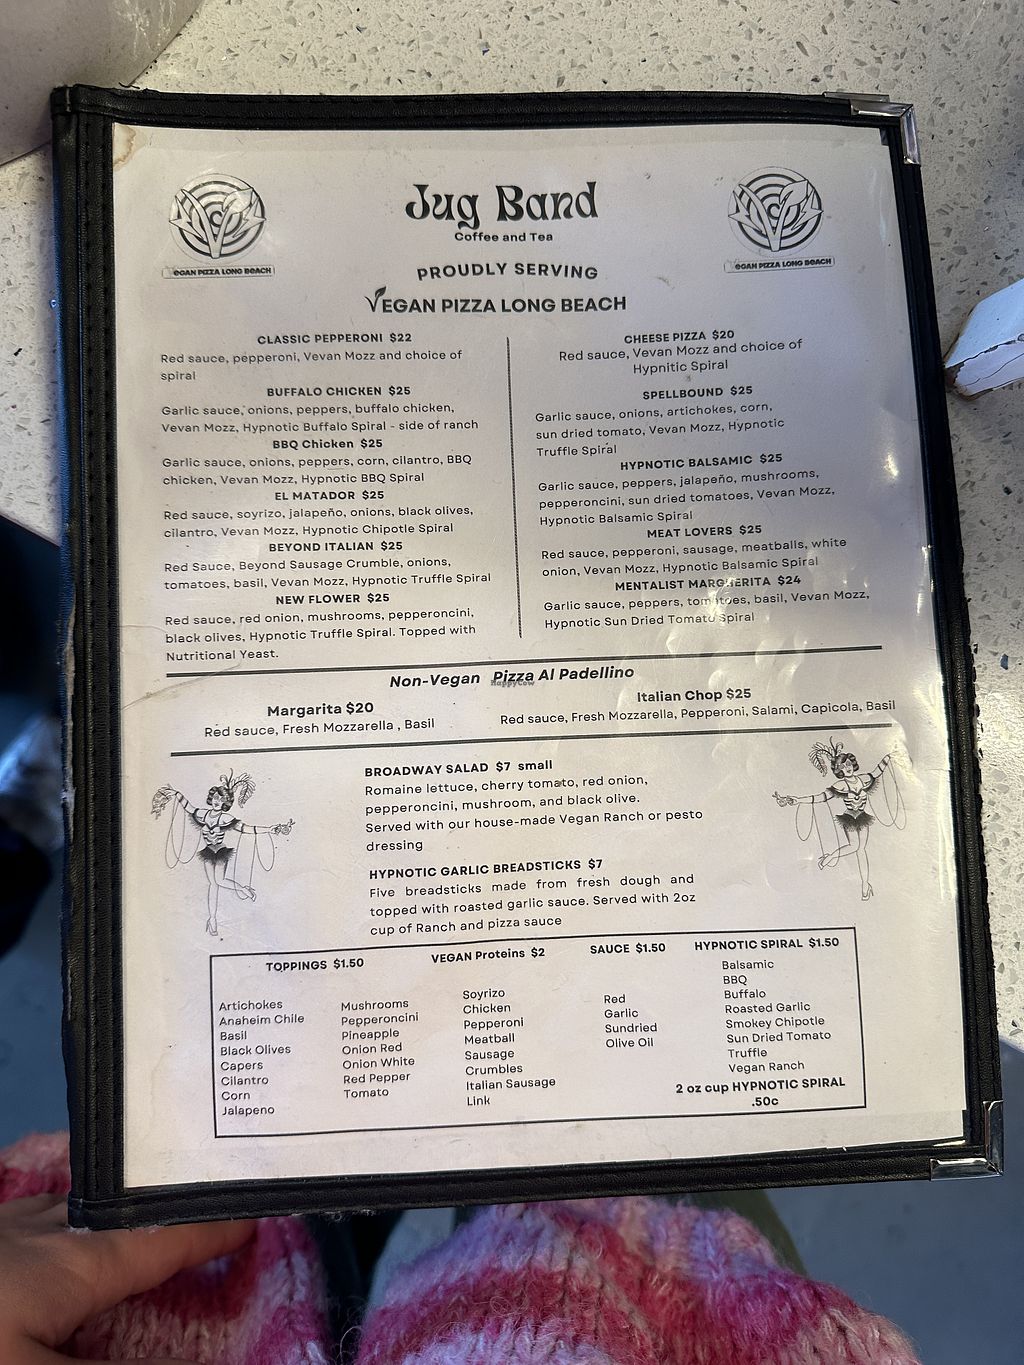 Jug Band
Coffee and Tea
VEGAN PIZZA LONG BEACH
VEGAN PIZZA LONG BEACH
PROUDLY SERVING
VEGAN PIZZA LONG BEACH
CLASSIC PEPPERONI $22
Red sauce, pepperoni, Vevan Mozz and choice of
spiral
BUFFALO CHICKEN $25
Garlic sauce, onions, peppers, buffalo chicken,
Vevan Mozz, Hypnotic Buffalo Spiral - side of ranch
BBQ Chicken $25
Garlic sauce, onions, peppers, corn, cilantro, BBQ
chicken, Vevan Mozz, Hypnotic BBQ Spiral
EL MATADOR $25
Red sauce, soyrizo, jalapeño, onions, black olives,
cilantro, Vevan Mozz, Hypnotic Chipotle Spiral
BEYOND ITALIAN $25
Red Sauce, Beyond Sausage Crumble, onions,
tomatoes, basil, Vevan Mozz, Hypnotic Truffle Spiral
NEW FLOWER $25
Red sauce, red onion, mushrooms, pepperoncini,
black olives, Hypnotic Truffle Spiral. Topped with
Nutritional Yeast.
CHEESE PIZZA $20
Red sauce, Vevan Mozz and choice of
Hypnitic Spiral
SPELLBOUND $25
Garlic sauce, onions, artichokes, corn,
sun dried tomato, Vevan Mozz, Hypnotic
Truffle Spiral
HYPNOTIC BALSAMIC $25
Garlic sauce, peppers, jalapeño, mushrooms,
pepperoncini, sun dried tomatoes, Vevan Mozz,
Hypnotic Balsamic Spiral
MEAT LOVERS $25
Red sauce, pepperoni, sausage, meatballs, white
onion, Vevan Mozz, Hypnotic Balsamic Spiral
MENTALIST MARGHERITA $24
Garlic sauce, peppers, tomatoes, basil, Vevan Mozz,
Hypnotic Sun Dried Tomato Spiral
Non-Vegan Pizza Al Padellino
HappyCow
Margarita $20
Red sauce, Fresh Mozzarella , Basil
Italian Chop $25
Red sauce, Fresh Mozzarella, Pepperoni, Salami, Capicola, Basil
BROADWAY SALAD $7 small
Romaine lettuce, cherry tomato, red onion,
pepperoncini, mushroom, and black olive.
Served with our house-made Vegan Ranch or pesto
dressing
HYPNOTIC GARLIC BREADSTICKS $7
Five breadsticks made from fresh dough and
topped with roasted garlic sauce. Served with 2oz
cup of Ranch and pizza sauce
TOPPINGS $1.50
Artichokes
Anaheim Chile
Basil
Black Olives
Capers
Cilantro
Corn
Jalapeno
Mushrooms
Pepperoncini
Pineapple
Onion Red
Onion White
Red Pepper
Tomato
VEGAN Proteins $2
Soyrizo
Chicken
Pepperoni
Meatball
Sausage
Crumbles
Italian Sausage
Link
SAUCE $1.50
Red
Garlic
Sundried
Olive Oil
HYPNOTIC SPIRAL $1.50
Balsamic
BBQ
Buffalo
Roasted Garlic
Smokey Chipotle
Sun Dried Tomato
Truffle
Vegan Ranch
2 oz cup HYPNOTIC SPIRAL
.50c